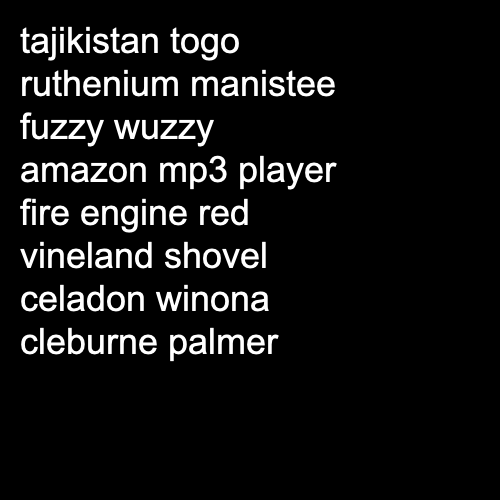 tajikistan togo
ruthenium manistee
fuzzy wuzzy
amazon mp3 player
fire engine red
vineland shovel
celadon winona
cleburne palmer